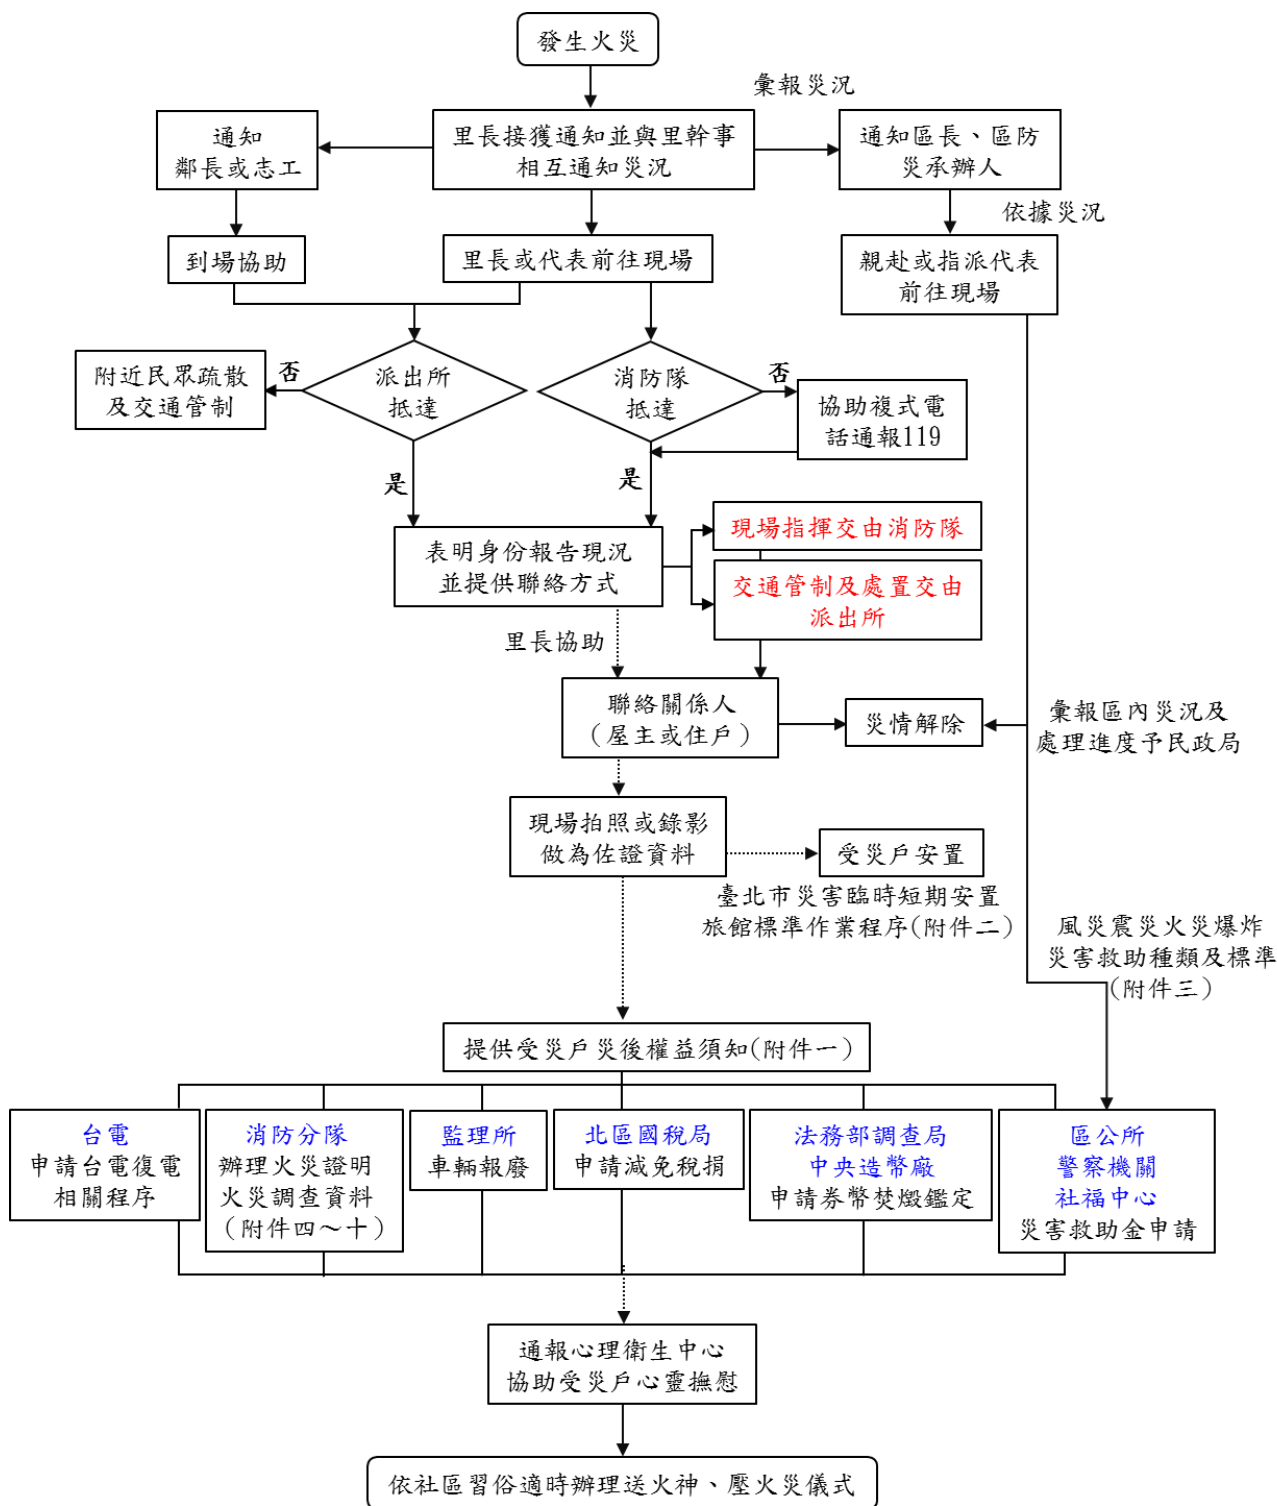 發生火災
彙報災況
通知
鄰長或志工
里長接獲通知並與里幹事
相互通知災況
通知區長、區防
災承辦人
依據災況
到場協助
里長或代表前往現場
親赴或指派代表
前往現場
附近民眾疏散
及交通管制
否
派出所
抵達
消防隊
抵達
否
協助複式電
話通報119
是
是
表明身份報告現況
並提供聯絡方式
現場指揮交由消防隊
交通管制及處置交由
派出所
里長協助
聯絡關係人
(屋主或住戶)
災情解除
彙報區內災況及
處理進度予民政局
現場拍照或錄影
做為佐證資料
受災戶安置
臺北市災害臨時短期安置
旅館標準作業程序(附件二)
風災震災火災爆炸
災害救助種類及標準
(附件三)
提供受災戶災後權益須知(附件一)
台電
申請台電復電
相關程序
消防分隊
辦理火災證明
火災調查資料
(附件四～十)
監理所
車輛報廢
北區國稅局
申請減免稅捐
法務部調查局
中央造幣廠
申請券幣焚燬鑑定
區公所
警察機關
社福中心
災害救助金申請
通報心理衛生中心
協助受災戶心靈撫慰
依社區習俗適時辦理送火神、壓火災儀式